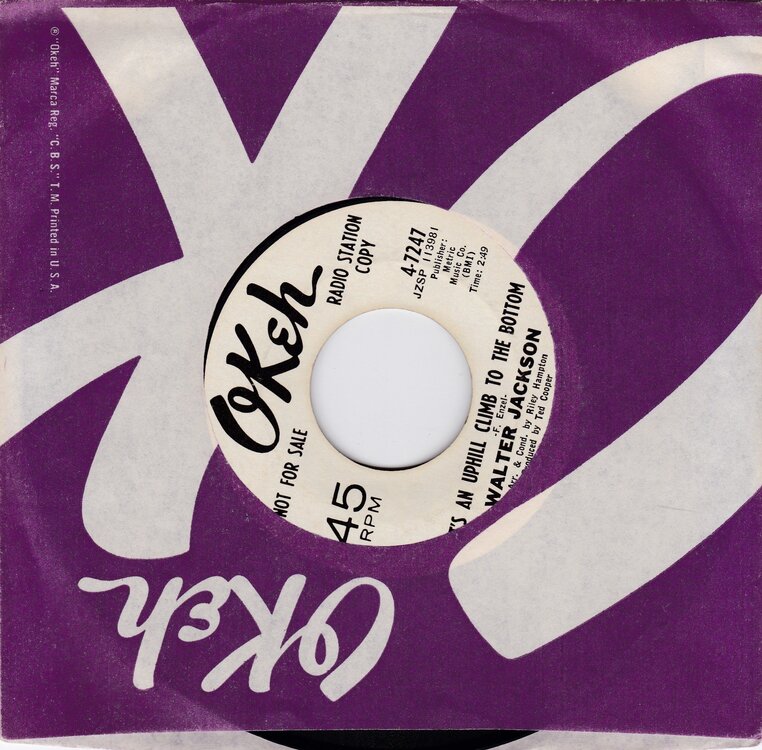 ® "Okeh" Marca Reg. "C.B.S." T.M. Printed in U.S.A.
OKeh
RADIO STATION
COPY
4-7247
JZSP 113981
Publisher:
Metric
Music Co.
(BMI)
Time: 2:49
NOT FOR SALE
45
RPM
T'S AN UPHILL CLIMB TO THE BOTTOM
-F. Enzel-
WALTER JACKSON
Arr. & Cond. by Riley Hampton
oduced by Ted Cooper
OKeh